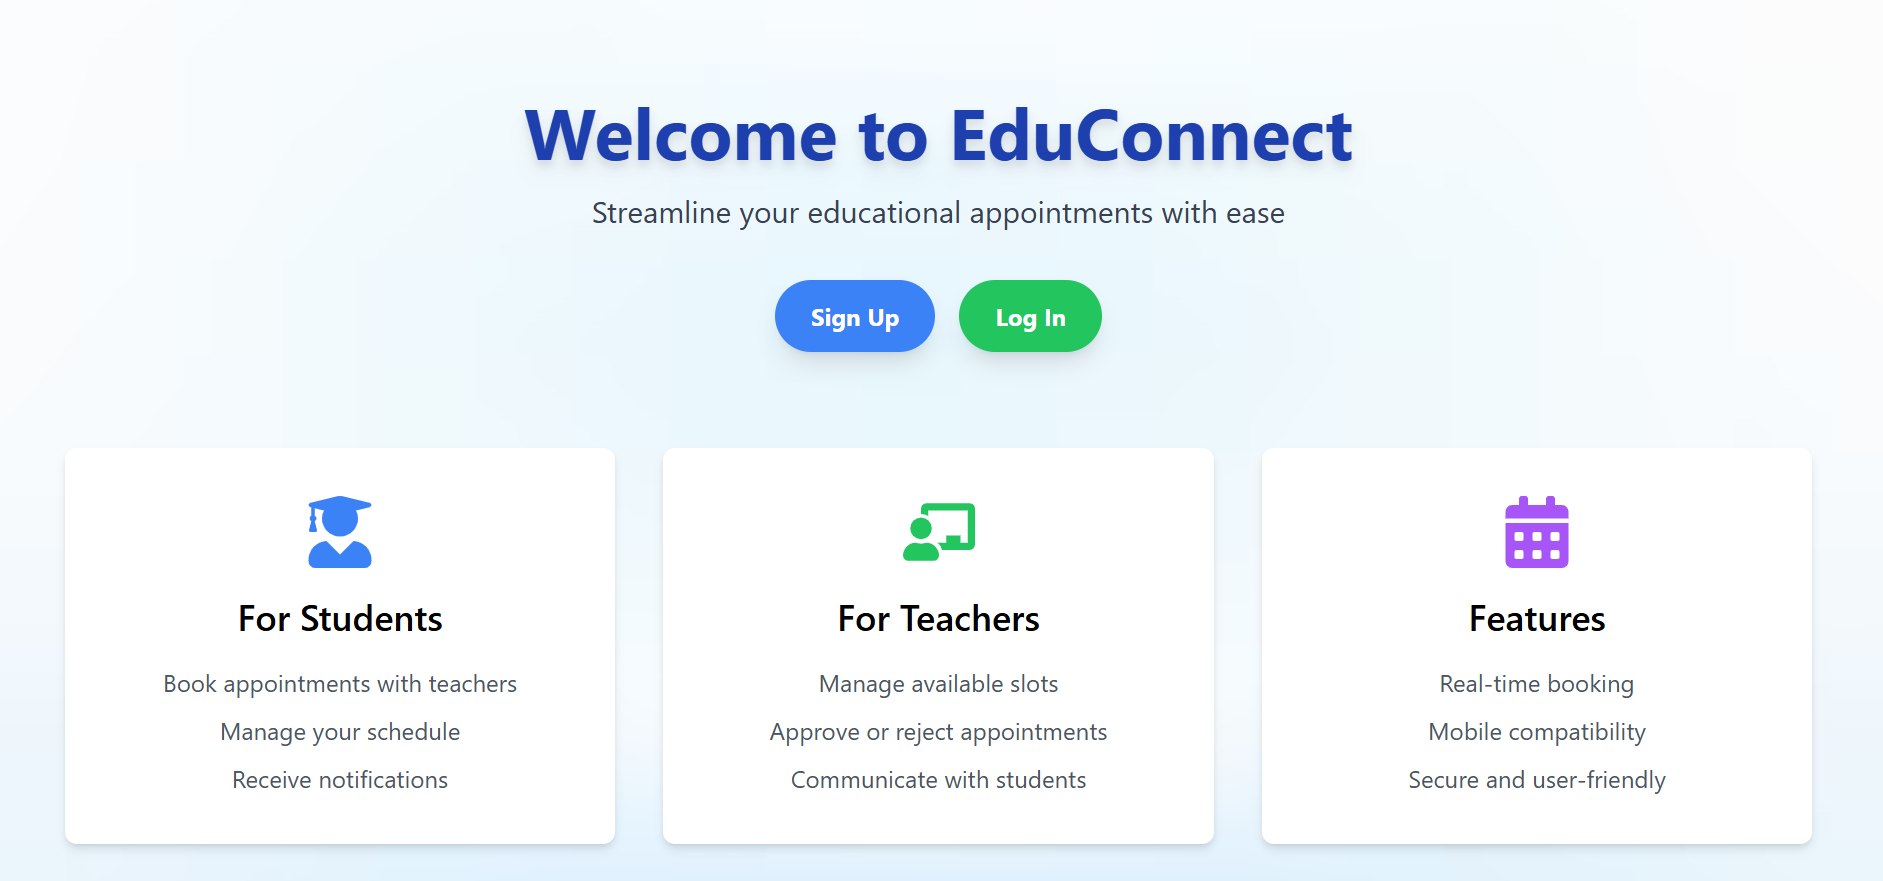 Welcome to EduConnect
Streamline your educational appointments with ease
Sign Up
Log In
For Students
Book appointments with teachers
Manage your schedule
Receive notifications
For Teachers
Manage available slots
Approve or reject appointments
Communicate with students
Features
Real-time booking
Mobile compatibility
Secure and user-friendly